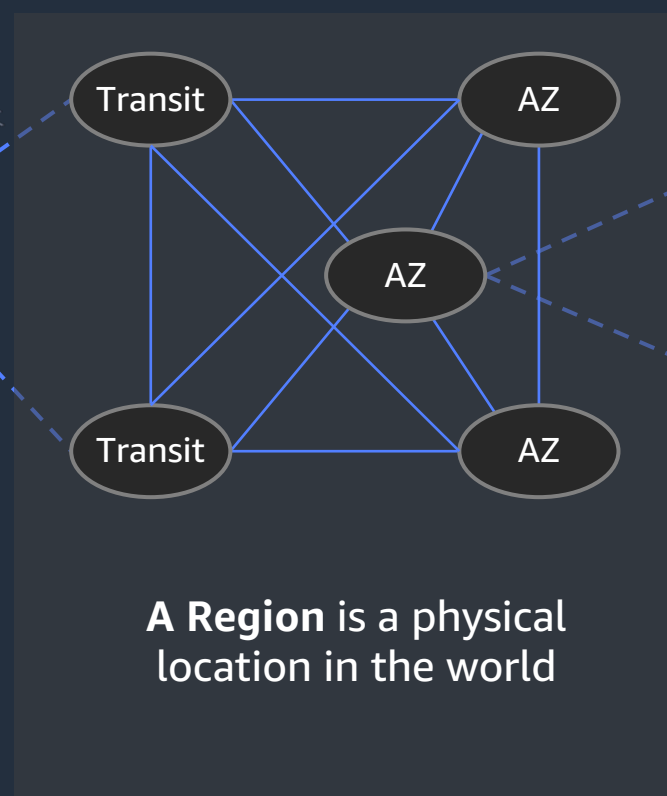 Transit
AZ
AZ
Transit
AZ
A Region is a physical
location in the world